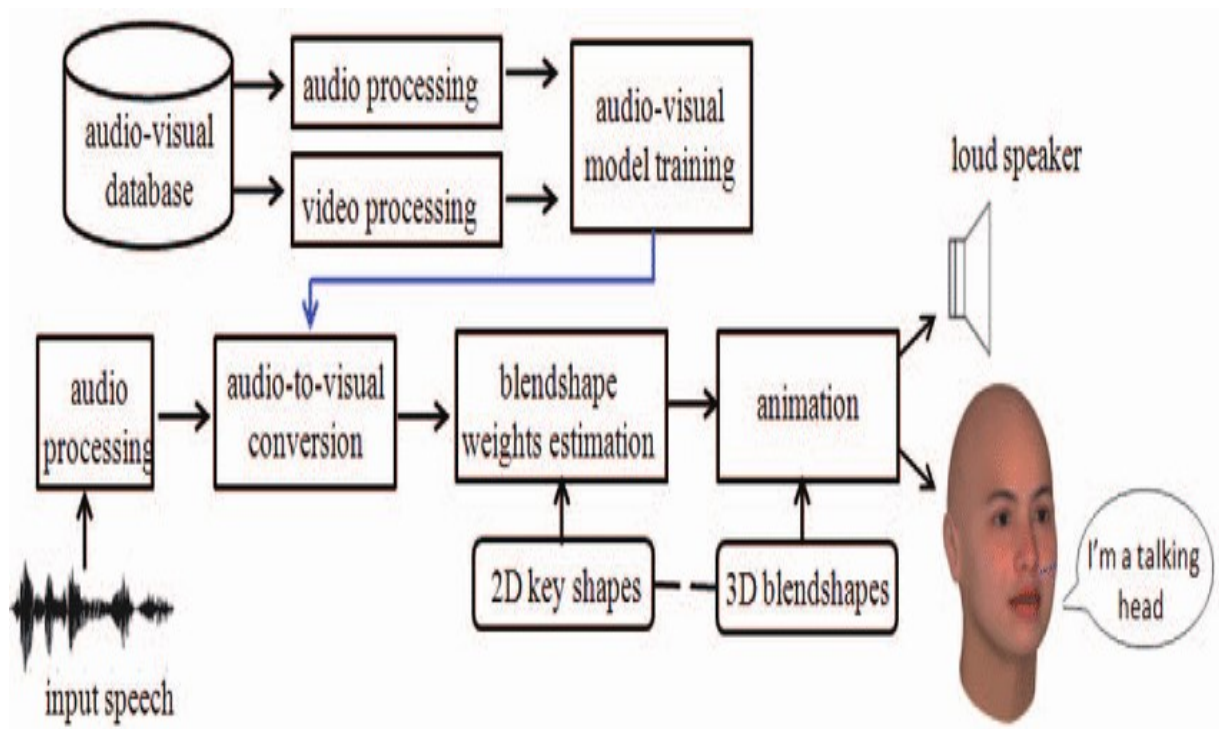 audio-visual
database
audio processing
video processing
audio-visual
model training
loud speaker
audio
processing
audio-to-visual
conversion
blendshape
weights estimation
animation
2D key shapes
3D blendshapes
I'm a talking
head
input speech